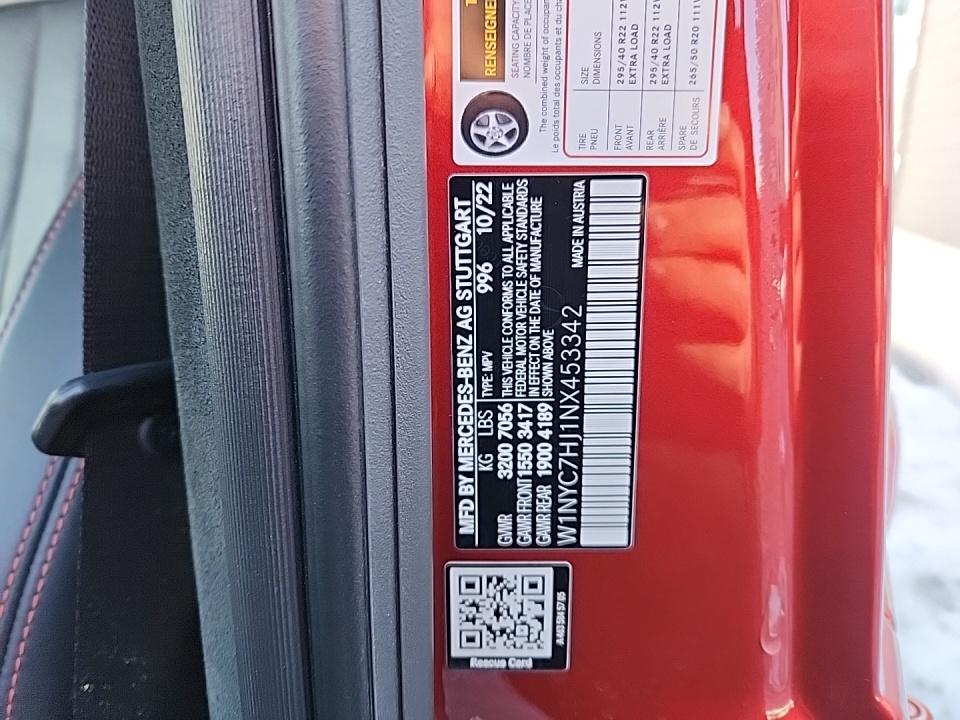 MFD BY MERCEDES-BENZ AG STUTTGART
KG LBS TYPE: MPV 996 10/22
GVWR 3200 7056
GAWR FRONT 1550 3417
GAWR REAR 1900 4189
THIS VEHICLE CONFORMS TO ALL APPLICABLE
FEDERAL MOTOR VEHICLE SAFETY STANDARDS
IN EFFECT ON THE DATE OF MANUFACTURE
SHOWN ABOVE
W1NYC7HJ1NX453342 MADE IN AUSTRIA
Rescue Card
SEATING CAPACITY
NOMBRE DE PLACE
The combined weight of
Le poids total des occupants et du
TIRE SIZE
PNEU DIMENSIONS
FRONT 295/40 R22 112
AVANT EXTRA LOAD
REAR 295/40 R22 112
ARRIÈRE EXTRA LOAD
SPARE 265/50 R20 111
DE SECOURS